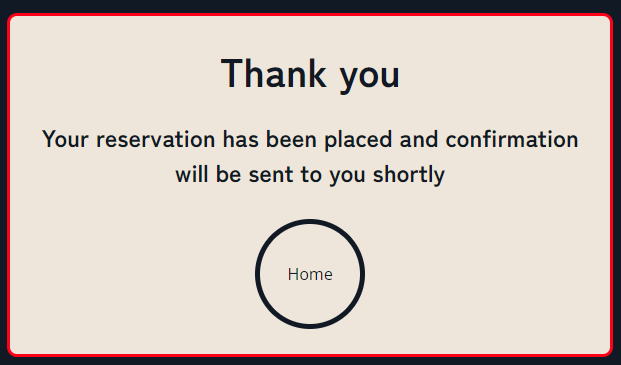 Thank you
Your reservation has been placed and confirmation
will be sent to you shortly
Home